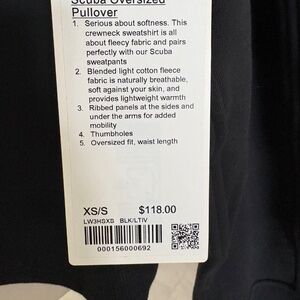 Scuba Oversized
Pullover
1. Serious about softness. This
crewneck sweatshirt is all
about fleecy fabric and pairs
perfectly with our Scuba
sweatpants
2. Blended light cotton fleece
fabric is naturally breathable,
soft against your skin, and
provides lightweight warmth
3. Ribbed panels at the sides and
under the arms for added
mobility
4. Thumbholes
5. Oversized fit, waist length
XS/S $118.00
LW3HSXS BLK/LTIV
000156000692